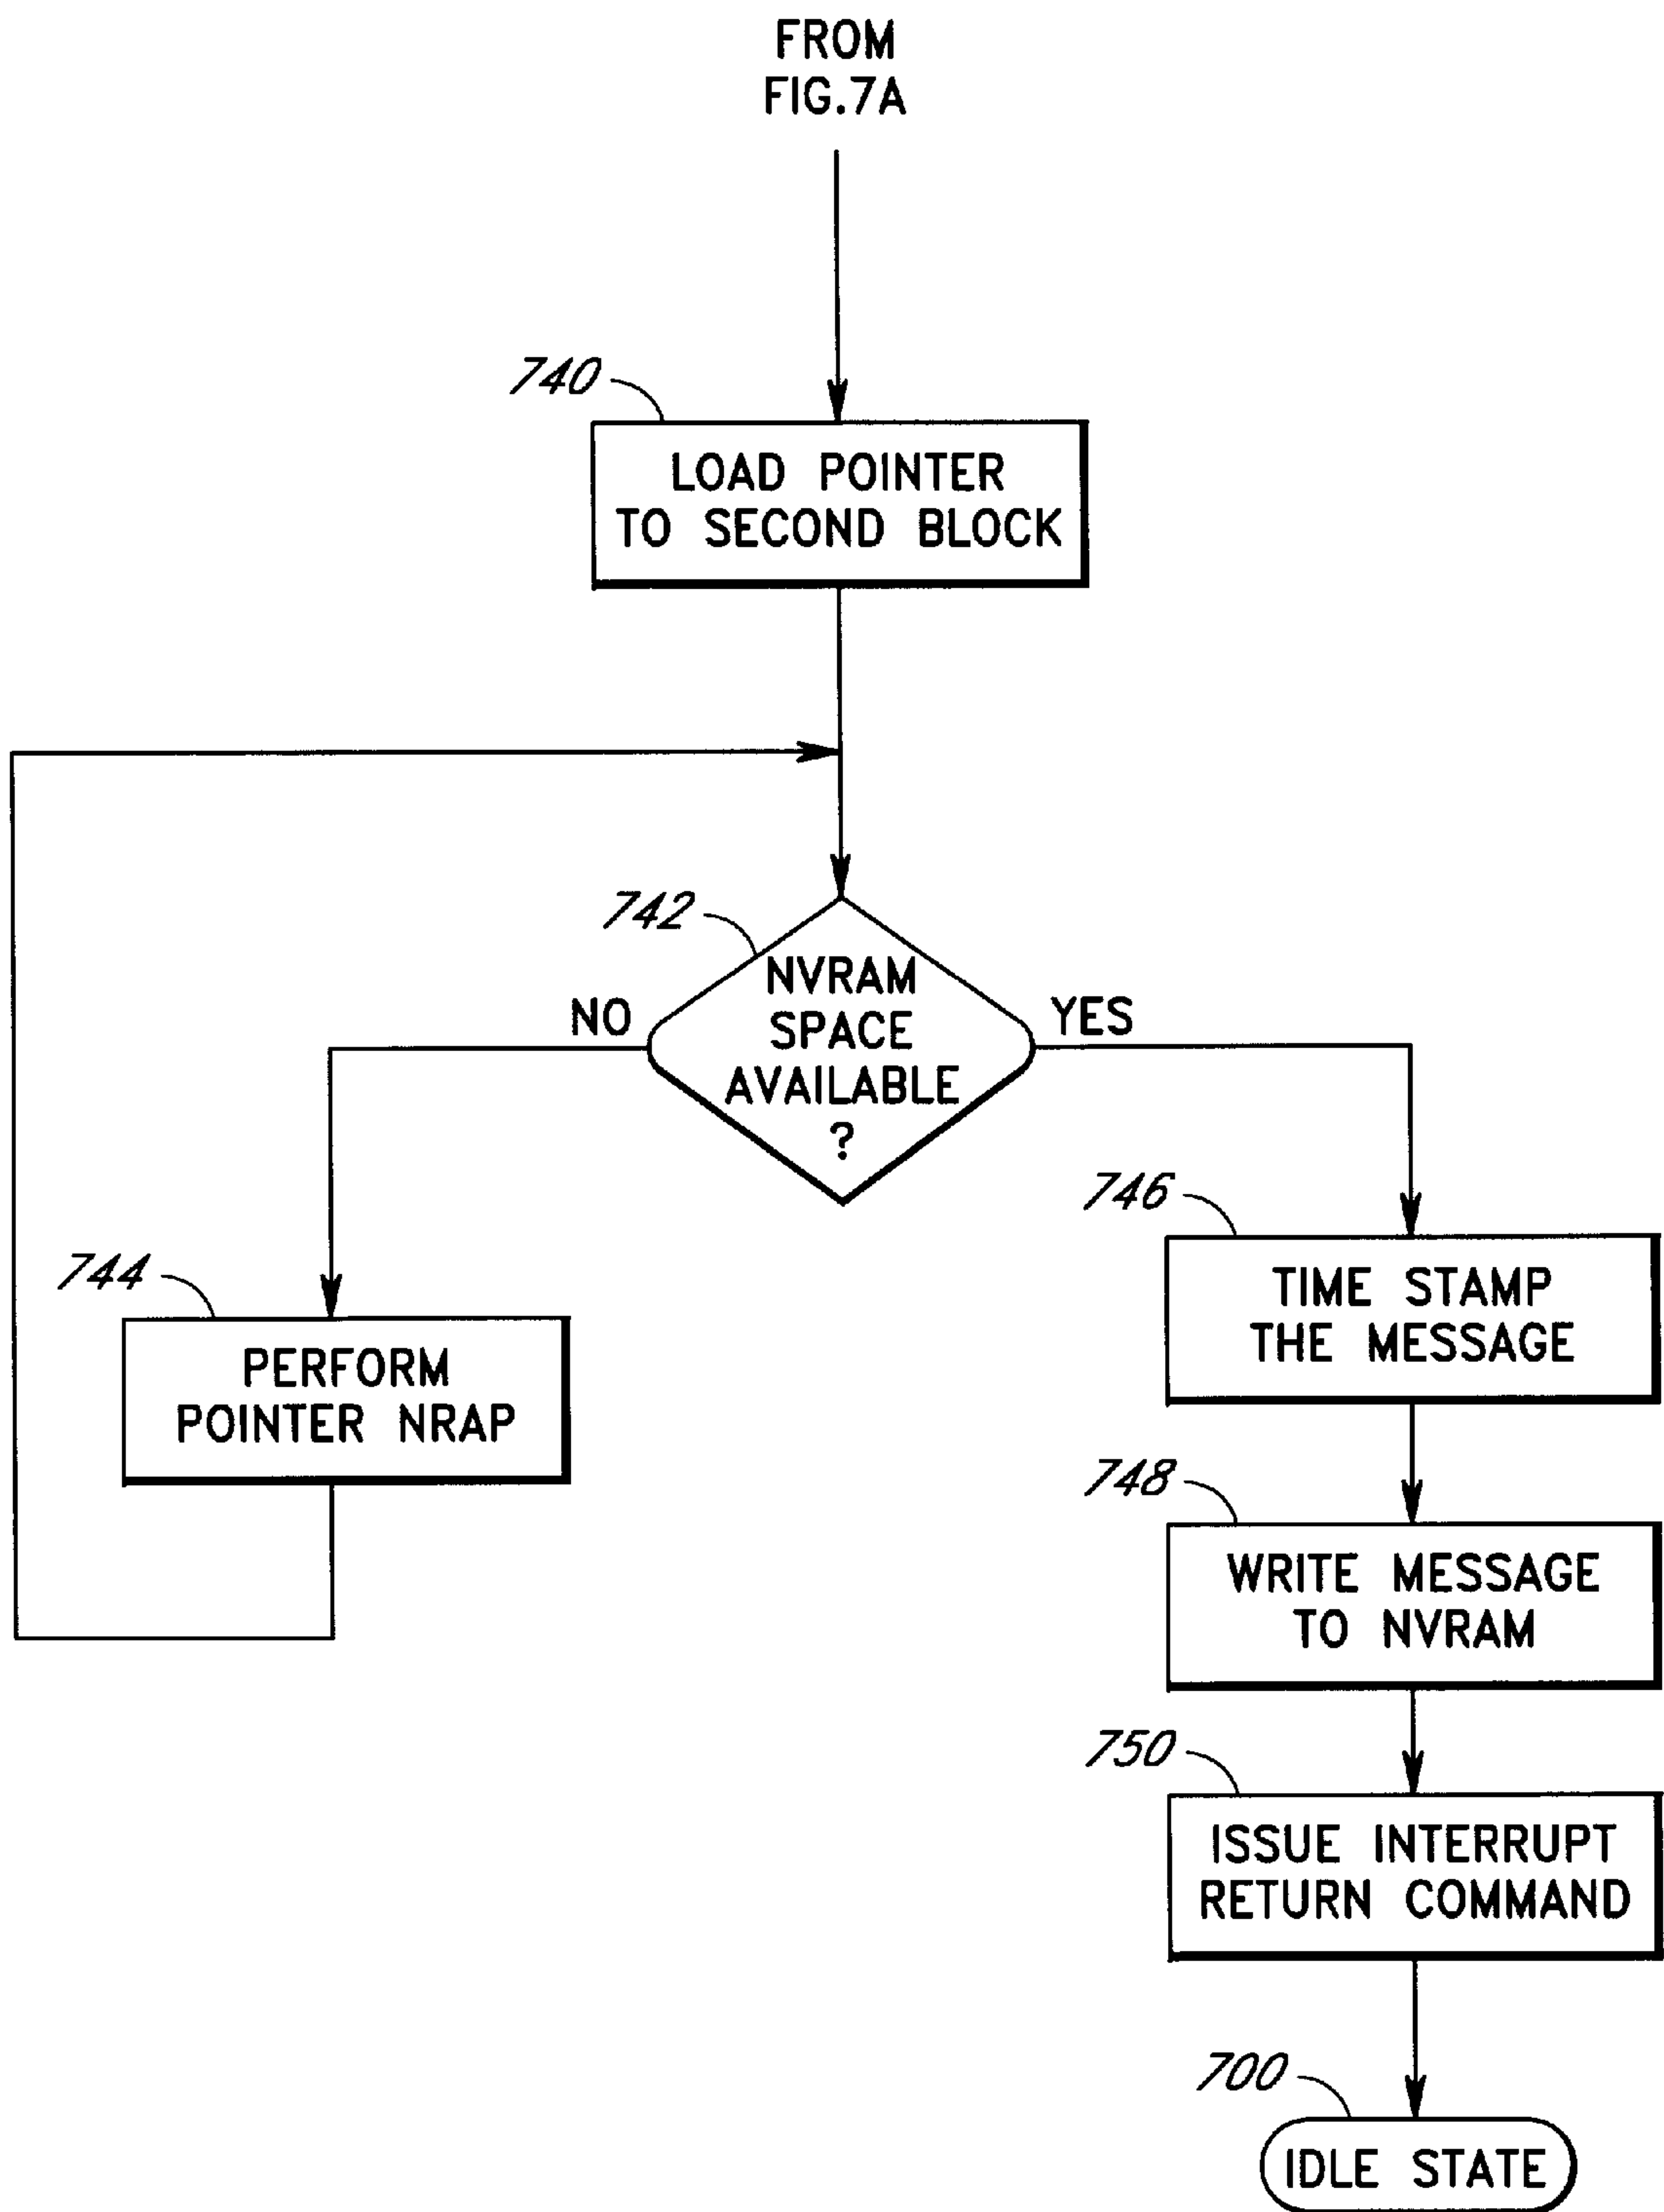 FROM
FIG.7A
740
LOAD POINTER
TO SECOND BLOCK
742
NVRAM
SPACE
AVAILABLE
?
NO
YES
744
PERFORM
POINTER NRAP
746
TIME STAMP
THE MESSAGE
748
WRITE MESSAGE
TO NVRAM
750
ISSUE INTERRUPT
RETURN COMMAND
700
IDLE STATE